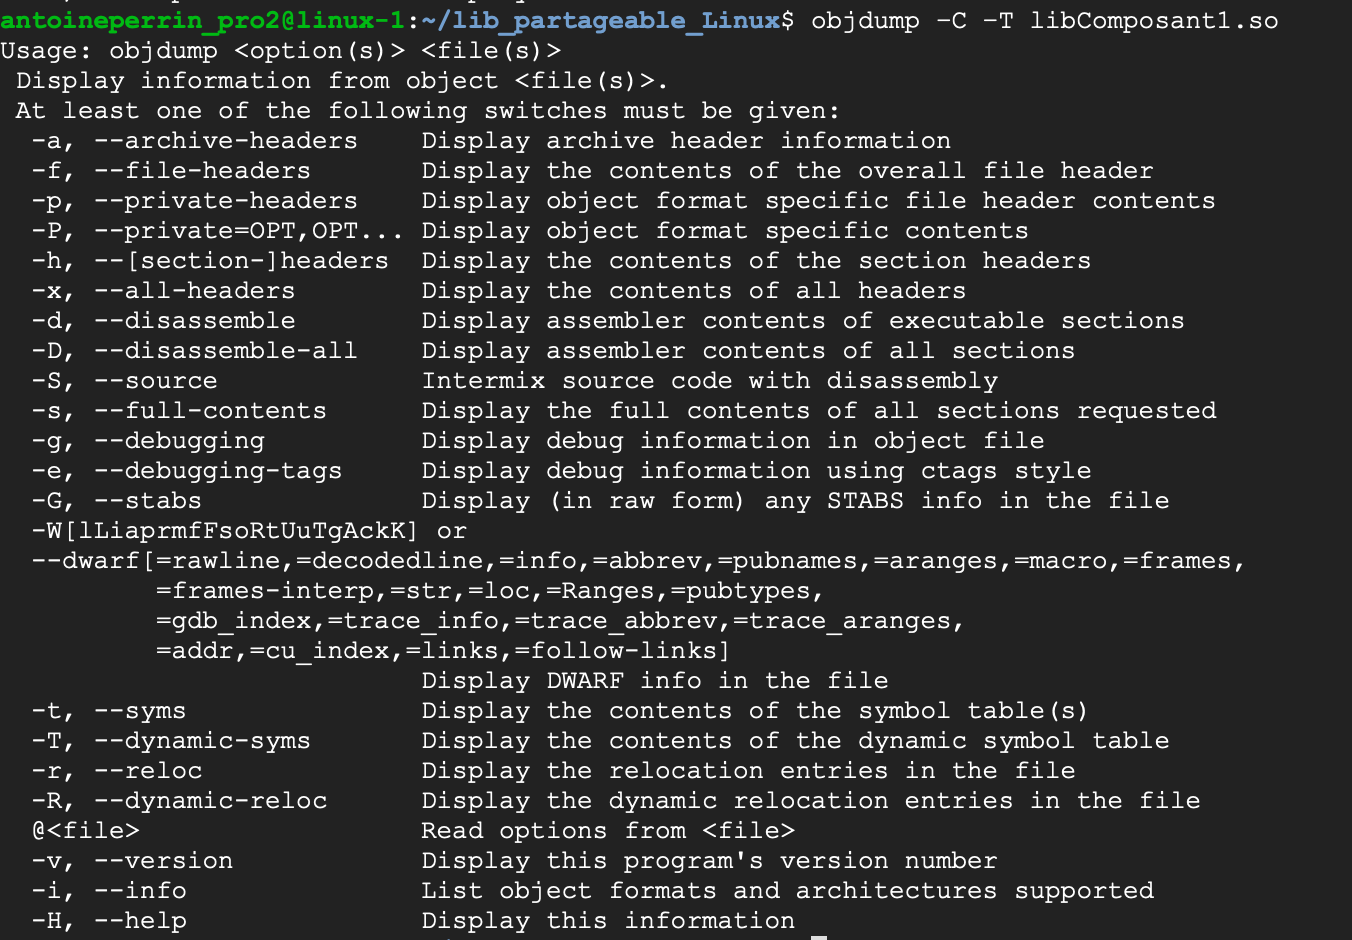 antoineperrin_pro2@linux-1:~/lib_partageable_Linux$ objdump –C –T libComposant1.so
Usage: objdump <option(s)> <file(s)>
 Display information from object <file(s)>.
 At least one of the following switches must be given:
  -a, --archive-headers    Display archive header information
  -f, --file-headers       Display the contents of the overall file header
  -p, --private-headers    Display object format specific file header contents
  -P, --private=OPT,OPT... Display object format specific contents
  -h, --[section-]headers  Display the contents of the section headers
  -x, --all-headers        Display the contents of all headers
  -d, --disassemble        Display assembler contents of executable sections
  -D, --disassemble-all    Display assembler contents of all sections
  -S, --source             Intermix source code with disassembly
  -s, --full-contents      Display the full contents of all sections requested
  -g, --debugging          Display debug information in object file
  -e, --debugging-tags     Display debug information using ctags style
  -G, --stabs              Display (in raw form) any STABS info in the file
  -W[lLiaprmfFsoRtUuTgAckK] or
  --dwarf[=rawline,=decodedline,=info,=abbrev,=pubnames,=aranges,=macro,=frames,
          =frames-interp,=str,=loc,=Ranges,=pubtypes,
          =gdb_index,=trace_info,=trace_abbrev,=trace_aranges,
          =addr,=cu_index,=links,=follow-links]
                           Display DWARF info in the file
  -t, --syms               Display the contents of the symbol table(s)
  -T, --dynamic-syms       Display the contents of the dynamic symbol table
  -r, --reloc              Display the relocation entries in the file
  -R, --dynamic-reloc      Display the dynamic relocation entries in the file
  @<file>                  Read options from <file>
  -v, --version            Display this program's version number
  -i, --info               List object formats and architectures supported
  -H, --help               Display this information